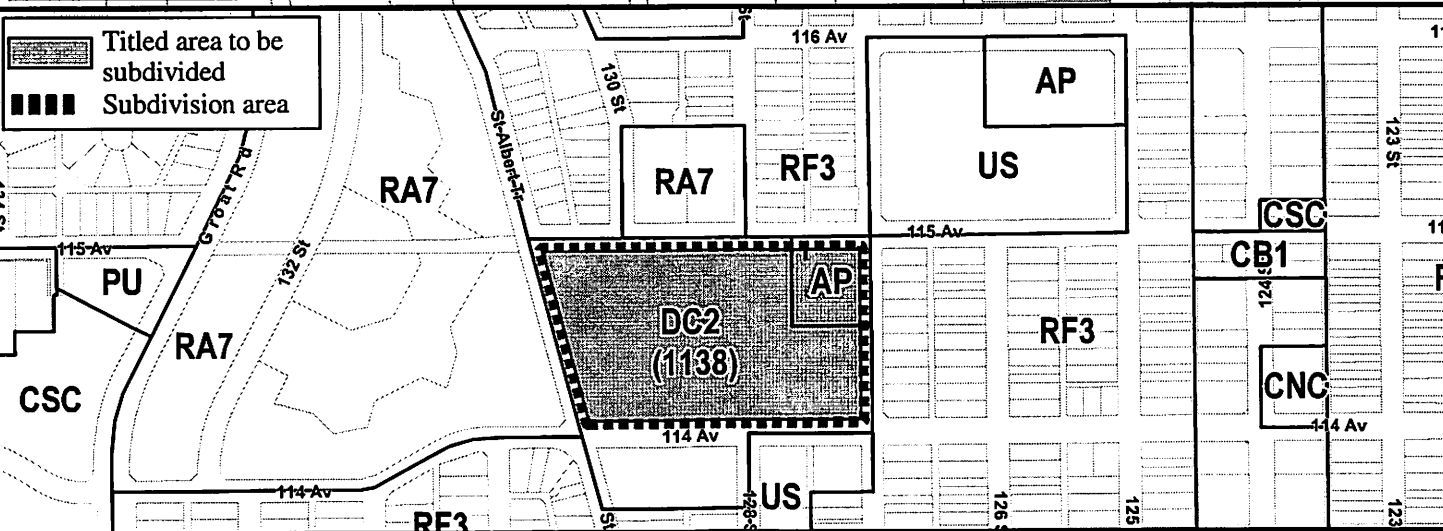 Titled area to be
subdivided
Subdivision area
St
116 Av
130 St
AP
123 St
St-Albert-Tr
RA7
RA7
RF3
US
Groat Rd
CSC
115 Av
115 Av
PU
132 St
AP
CB1
124 S
DC2
(1138)
RF3
RA7
CSC
CNC
114 Av
114 Av
114 Av
US
RF3
St
128-S
126 S
125
123